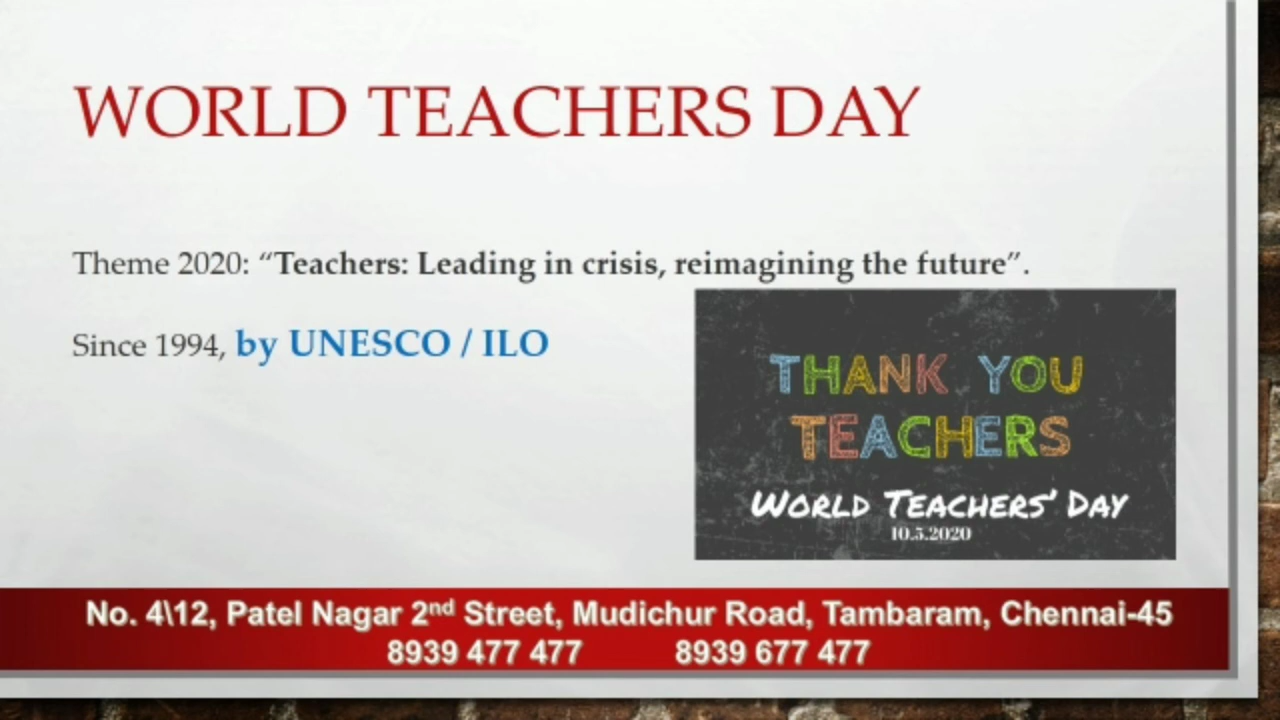 WORLD TEACHERS DAY
Theme 2020: “Teachers: Leading in crisis, reimagining the future”.
Since 1994, by UNESCO / ILO
THANK YOU
TEACHERS
WORLD TEACHERS’ DAY
10.5.2020
No. 4\12, Patel Nagar 2nd Street, Mudichur Road, Tambaram, Chennai-45
8939 477 477 8939 677 477